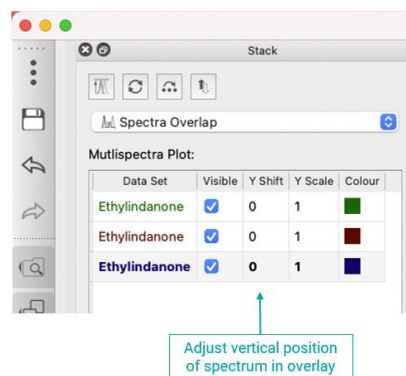 Stack
Spectra Overlap
Mutlispectra Plot:
Data Set Visible Y Shift Y Scale Colour
Ethylindanone 0 1
Ethylindanone 0 1
Ethylindanone 0 1
Adjust vertical position
of spectrum in overlay